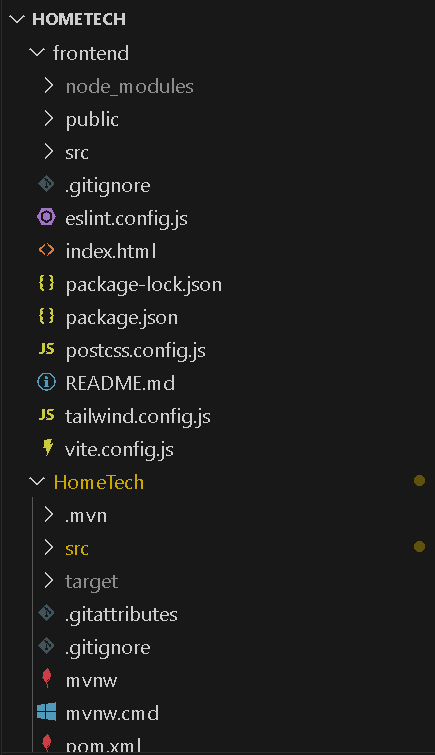 HOMETECH
frontend
node_modules
public
src
.gitignore
eslint.config.js
index.html
package-lock.json
package.json
postcss.config.js
README.md
tailwind.config.js
vite.config.js
HomeTech
.mvn
src
target
.gitattributes
.gitignore
mvnw
mvnw.cmd
pom.xml